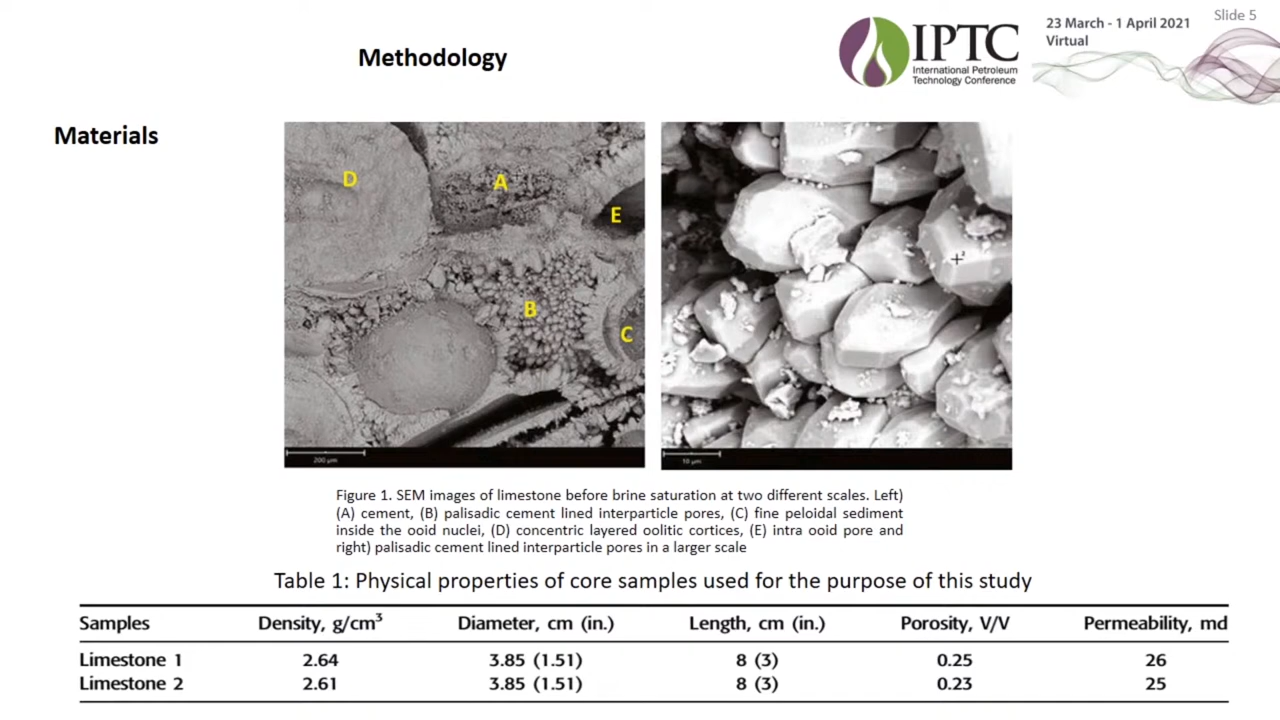 Slide 5
Methodology
IPTC
International Petroleum
Technology Conference
23 March - 1 April 2021
Virtual
Materials
D
A
E
B
C
+²
200 µm
10 µm
Figure 1. SEM images of limestone before brine saturation at two different scales. Left)
(A) cement, (B) palisadic cement lined interparticle pores, (C) fine peloidal sediment
inside the ooid nuclei, (D) concentric layered oolitic cortices, (E) intra ooid pore and
right) palisadic cement lined interparticle pores in a larger scale
Table 1: Physical properties of core samples used for the purpose of this study
Samples Density, g/cm³ Diameter, cm (in.) Length, cm (in.) Porosity, V/V Permeability, md
Limestone 1 2.64 3.85 (1.51) 8 (3) 0.25 26
Limestone 2 2.61 3.85 (1.51) 8 (3) 0.23 25